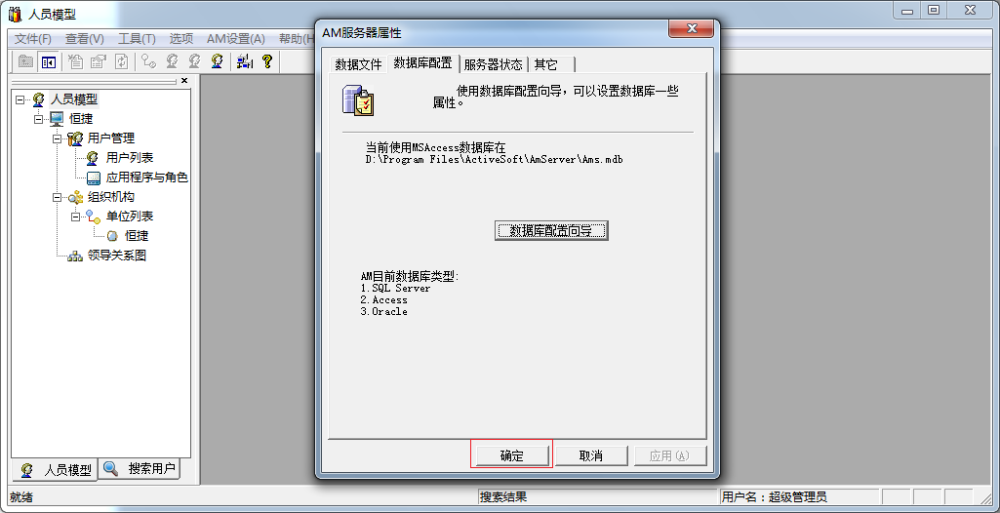 人员模型
文件(F) 查看(V) 工具(T) 选项 AM设置(A) 帮助(H
人员模型
恒捷
用户管理
用户列表
应用程序与角色
组织机构
单位列表
恒捷
领导关系图
人员模型 搜索用户
AM服务器属性
数据文件 数据库配置 服务器状态 其它
使用数据库配置向导，可以设置数据库一些
属性。
当前使用MSAccess数据库在
D:\Program Files\ActiveSoft\AmServer\Ams.mdb
数据库配置向导
AM目前数据库类型:
1.SQL Server
2.Access
3.Oracle
确定 取消 应用(A)
就绪 搜索结果 用户名：超级管理员